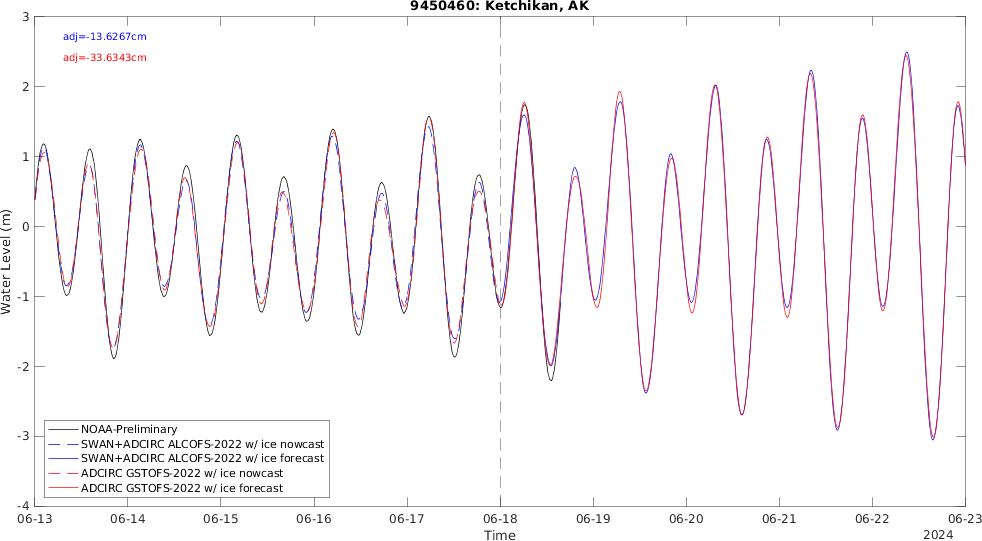 9450460: Ketchikan, AK
adj=-13.6267cm
adj=-33.6343cm
3
2
1
0
-1
-2
-3
-4
Water Level (m)
NOAA-Preliminary
SWAN+ADCIRC ALCOFS-2022 w/ ice nowcast
SWAN+ADCIRC ALCOFS-2022 w/ ice forecast
ADCIRC GSTOFS-2022 w/ ice nowcast
ADCIRC GSTOFS-2022 w/ ice forecast
06-13 06-14 06-15 06-16 06-17 06-18 06-19 06-20 06-21 06-22 06-23
Time
2024